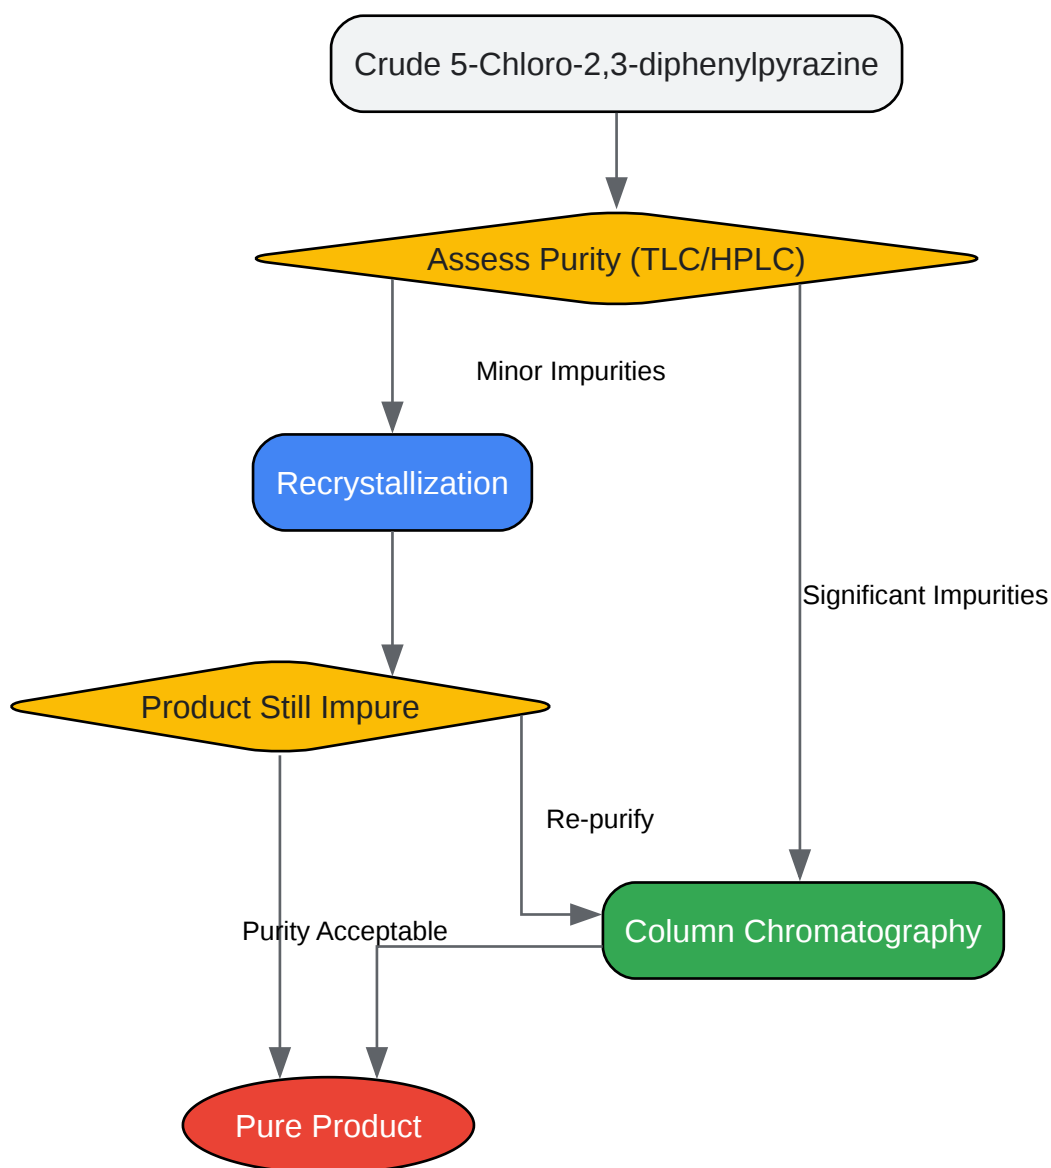 Crude 5-Chloro-2,3-diphenylpyrazine
Assess Purity (TLC/HPLC)
Minor Impurities
Recrystallization
Significant Impurities
Product Still Impure
Re-purify
Purity Acceptable
Column Chromatography
Pure Product